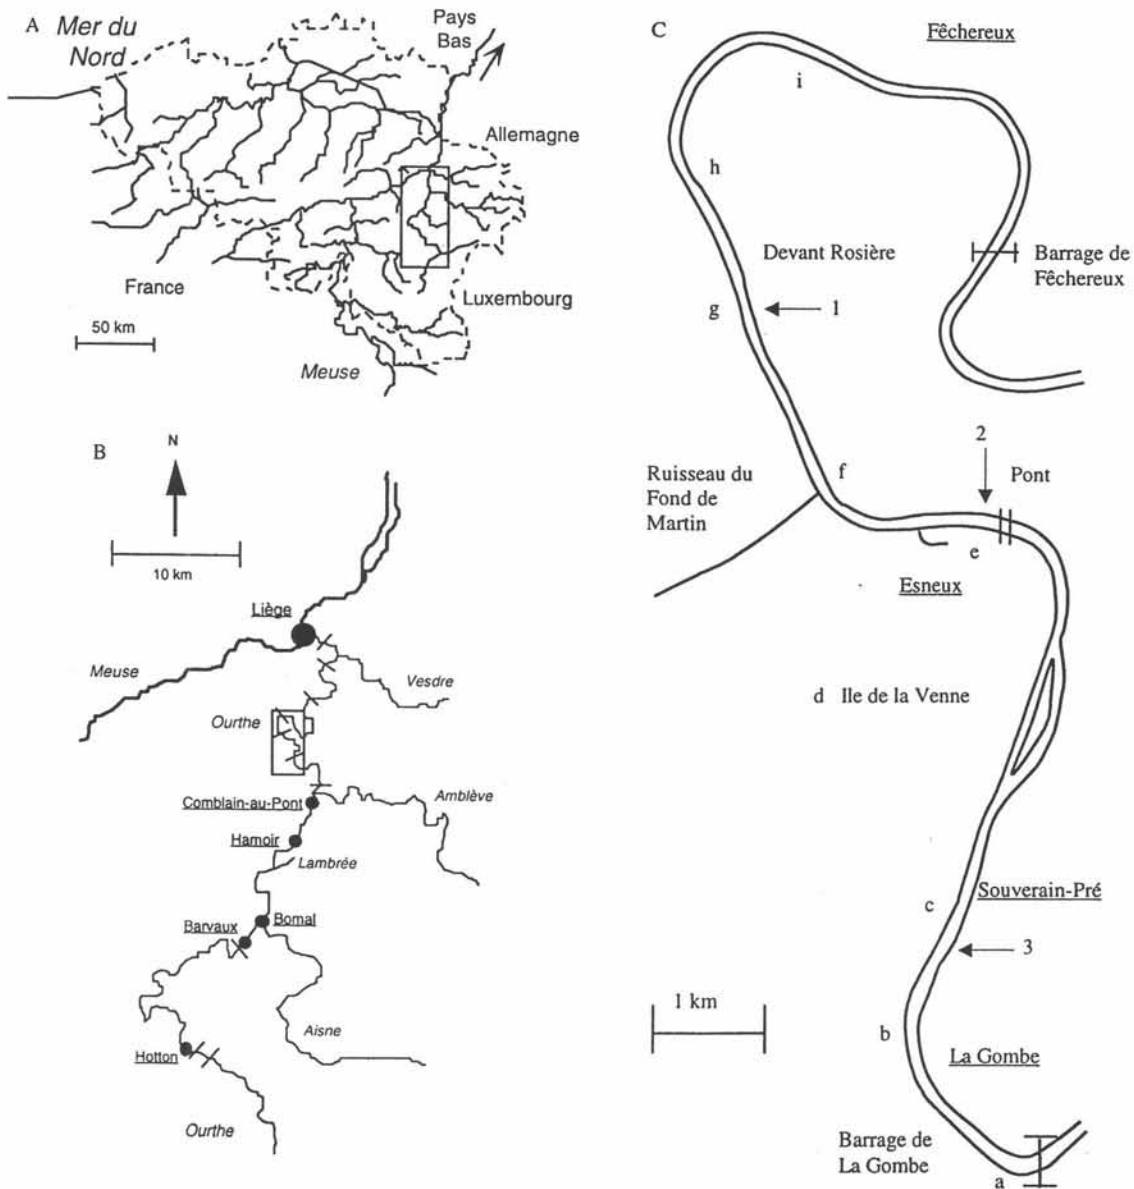 A
Mer du
Nord
Pays
Bas
Allemagne
France
Luxembourg
50 km
Meuse
B
N
10 km
Liège
Meuse
Vesdre
Ourthe
Comblain-au-Pont
Amblève
Hamoir
Lambrée
Barvaux
Bomal
Aisne
Hotton
Ourthe
C
Fêchereux
i
h
Devant Rosière
Barrage de
Fêchereux
g
1
2
Ruisseau du
Fond de
Martin
f
Pont
e
Esneux
d Ile de la Venne
c
Souverain-Pré
3
1 km
b
La Gombe
Barrage de
La Gombe
a